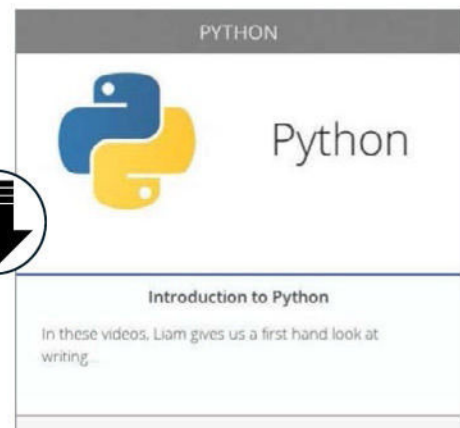 PYTHON
Python
Introduction to Python
In these videos, Liam gives us a first hand look at
writing...